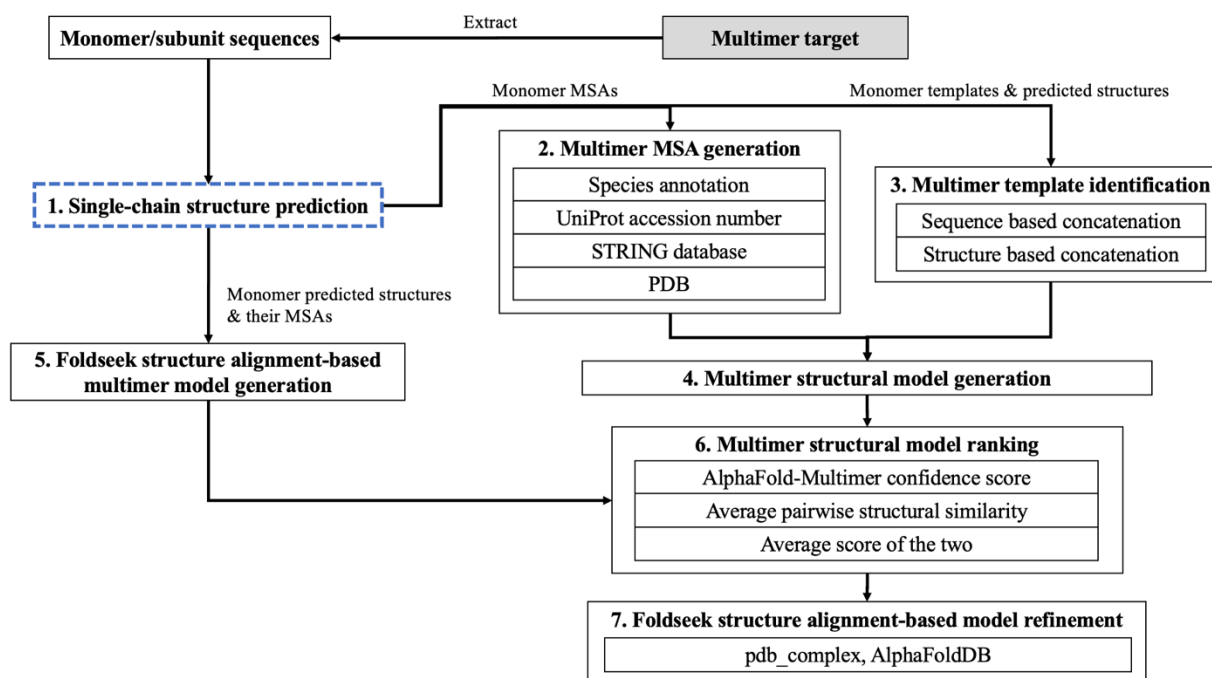 Monomer/subunit sequences
Extract
Multimer target
Monomer MSAs
Monomer templates & predicted structures
1. Single-chain structure prediction
2. Multimer MSA generation
Species annotation
UniProt accession number
STRING database
PDB
3. Multimer template identification
Sequence based concatenation
Structure based concatenation
Monomer predicted structures
& their MSAs
5. Foldseek structure alignment-based
multimer model generation
4. Multimer structural model generation
6. Multimer structural model ranking
AlphaFold-Multimer confidence score
Average pairwise structural similarity
Average score of the two
7. Foldseek structure alignment-based model refinement
pdb_complex, AlphaFoldDB